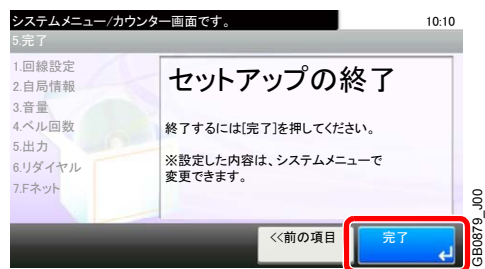 システムメニュー/カウンター画面です。
10:10
5.完了
1.回線設定
2.自局情報
3.音量
4.ベル回数
5.出力
6.リダイヤル
7.Fネット
セットアップの終了
終了するには[完了]を押してください。
※設定した内容は、システムメニューで
変更できます。
<<前の項目
完了
GB0879_J00